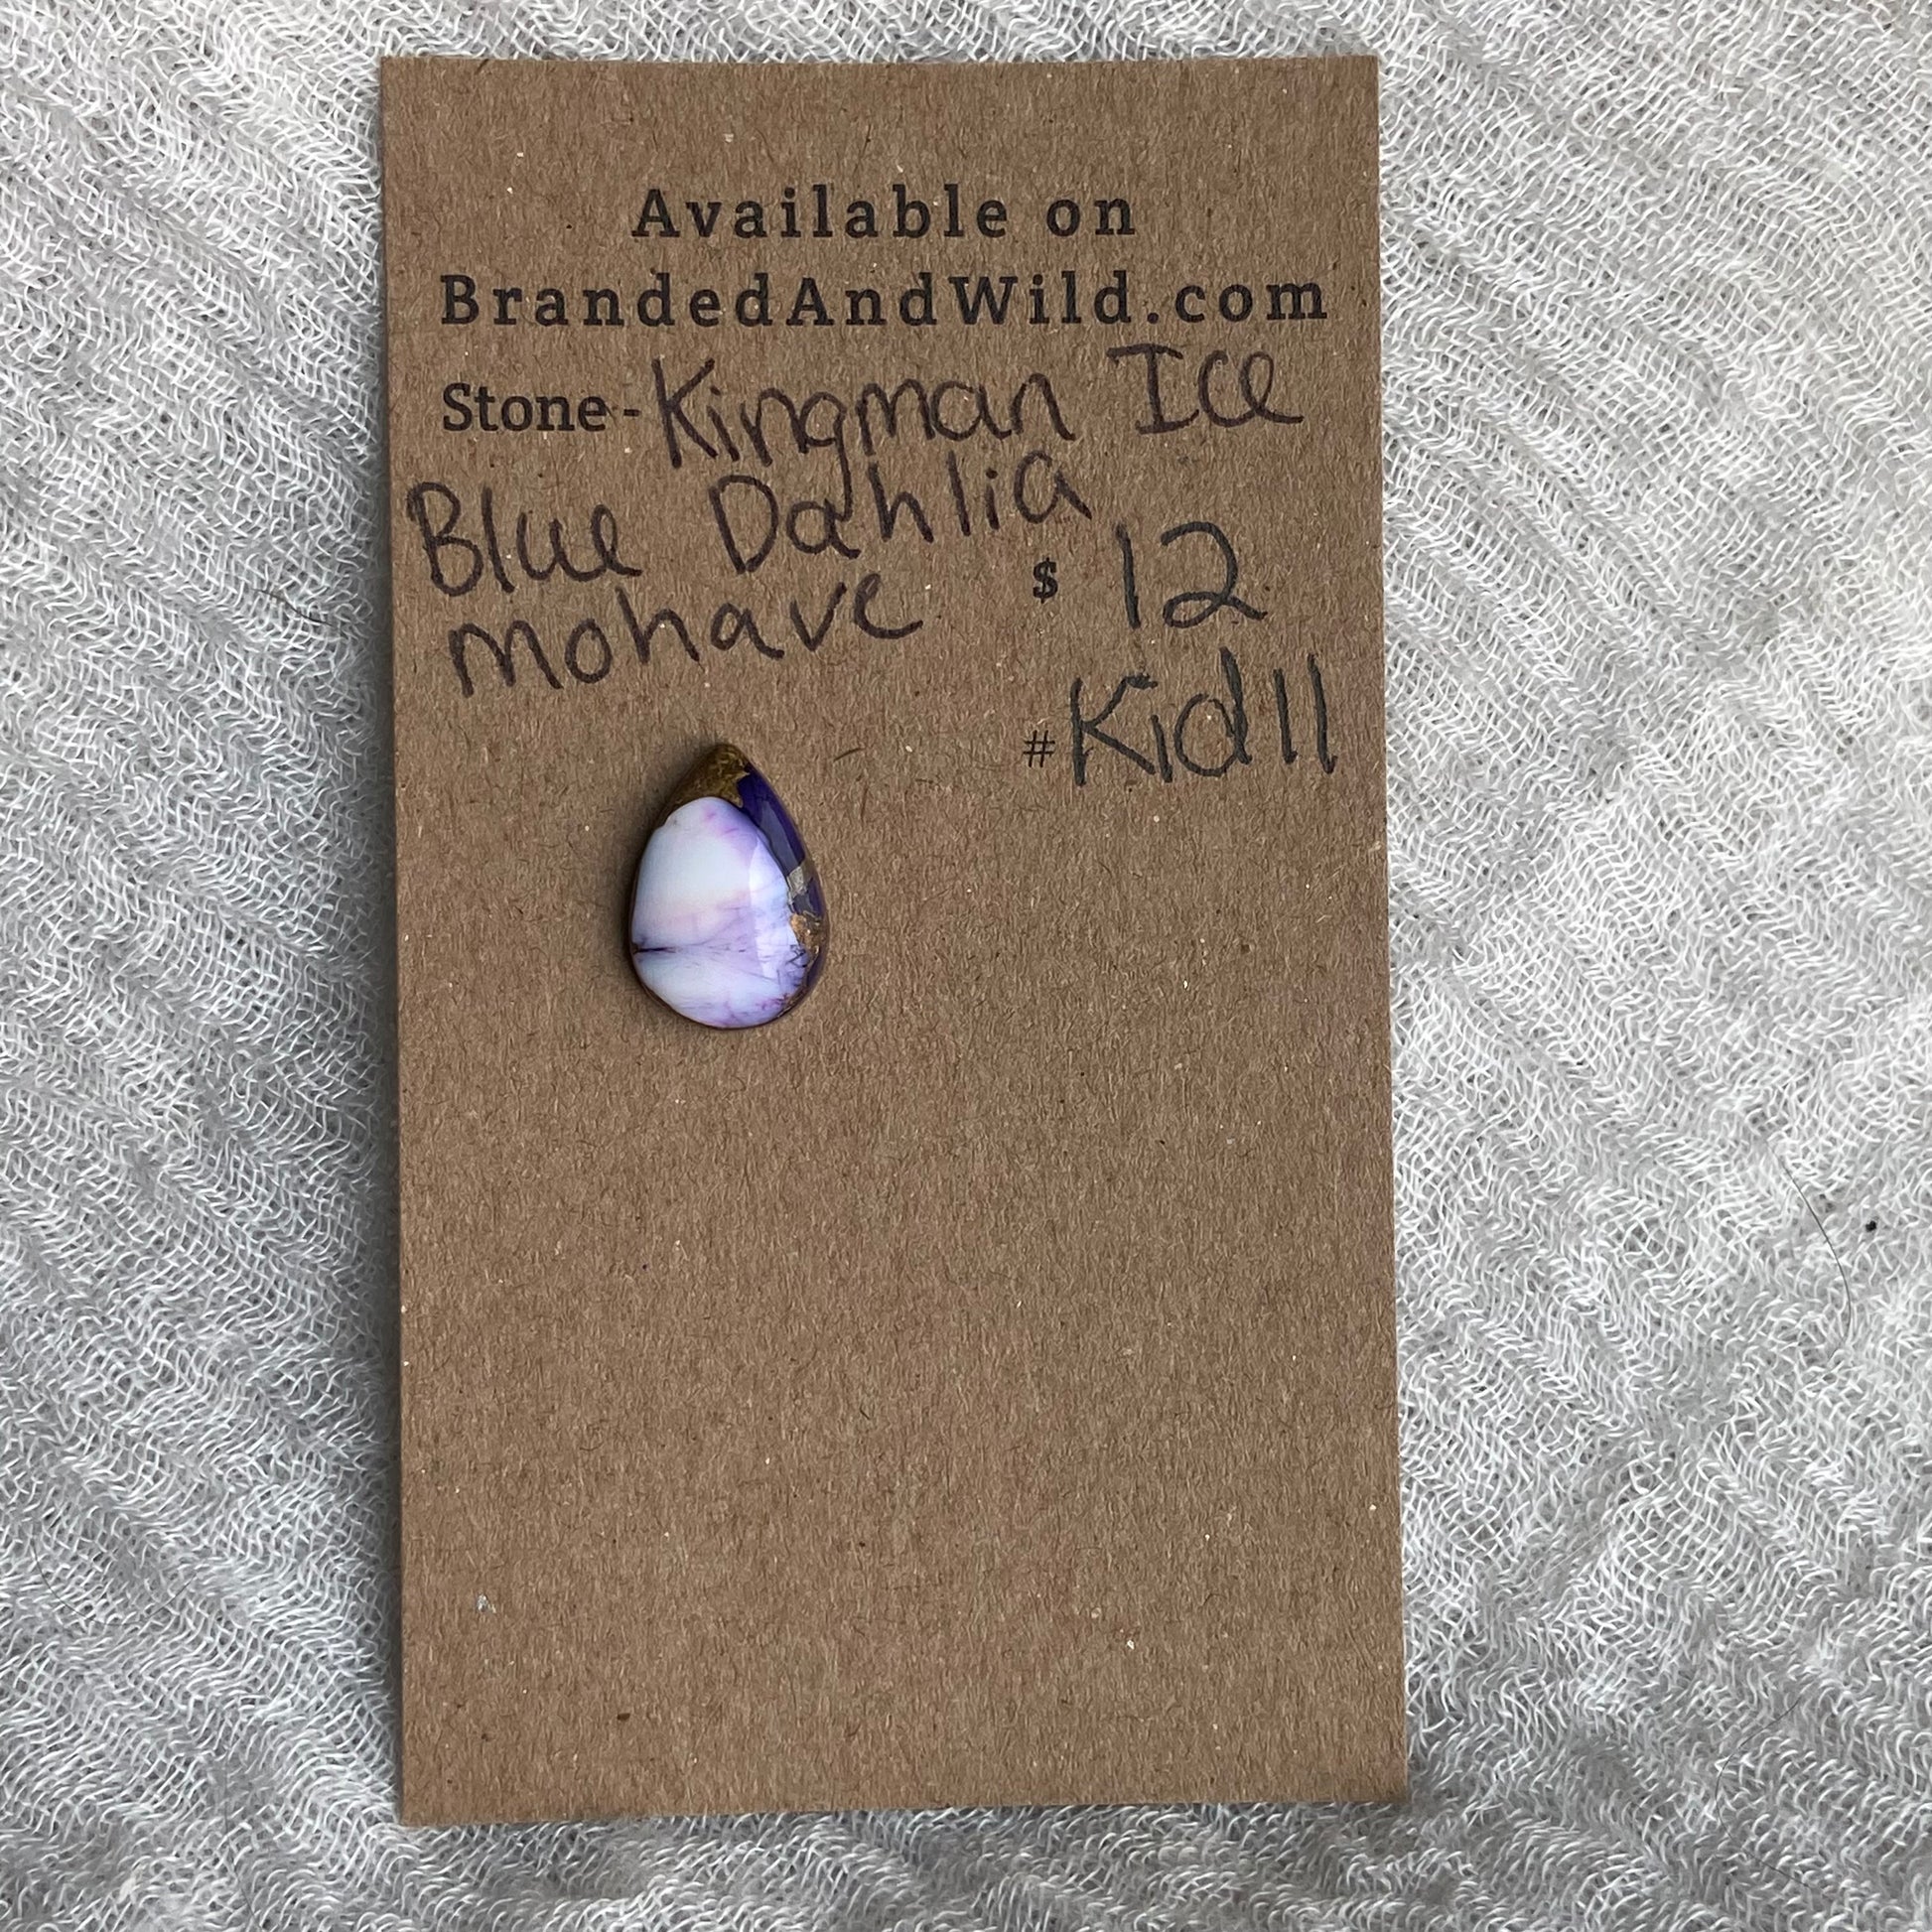 Available on
BrandedAndWild.com
Stone - Kingman Ice
Blue Dahlia
mohave $ 12
# Kid11